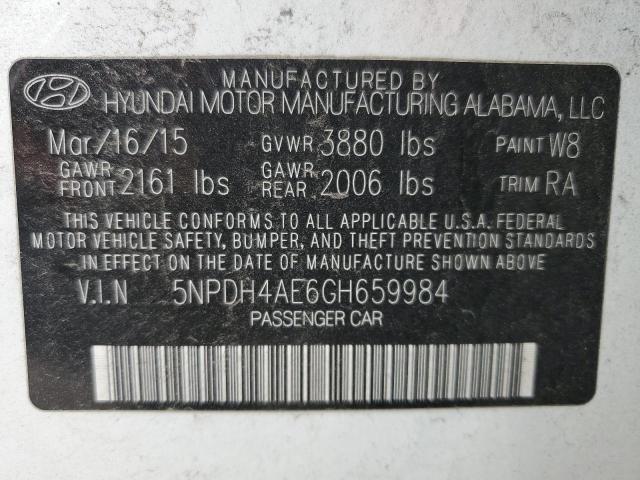 MANUFACTURED BY
HYUNDAI MOTOR MANUFACTURING ALABAMA, LLC
Mar/16/15 GVWR 3880 lbs PAINT W8
GAWR FRONT 2161 lbs GAWR REAR 2006 lbs TRIM RA
THIS VEHICLE CONFORMS TO ALL APPLICABLE U.S.A. FEDERAL
MOTOR VEHICLE SAFETY, BUMPER, AND THEFT PREVENTION STANDARDS
IN EFFECT ON THE DATE OF MANUFACTURE SHOWN ABOVE
V.I.N 5NPDH4AE6GH659984
PASSENGER CAR